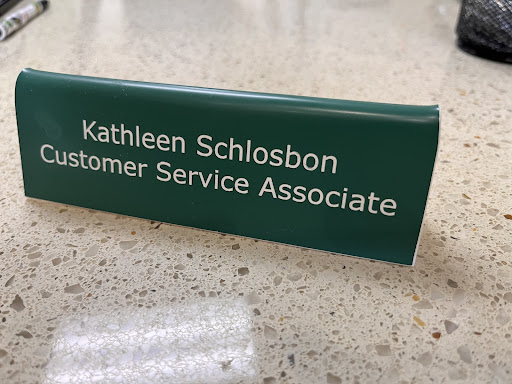 Kathleen Schlosbon
Customer Service Associate